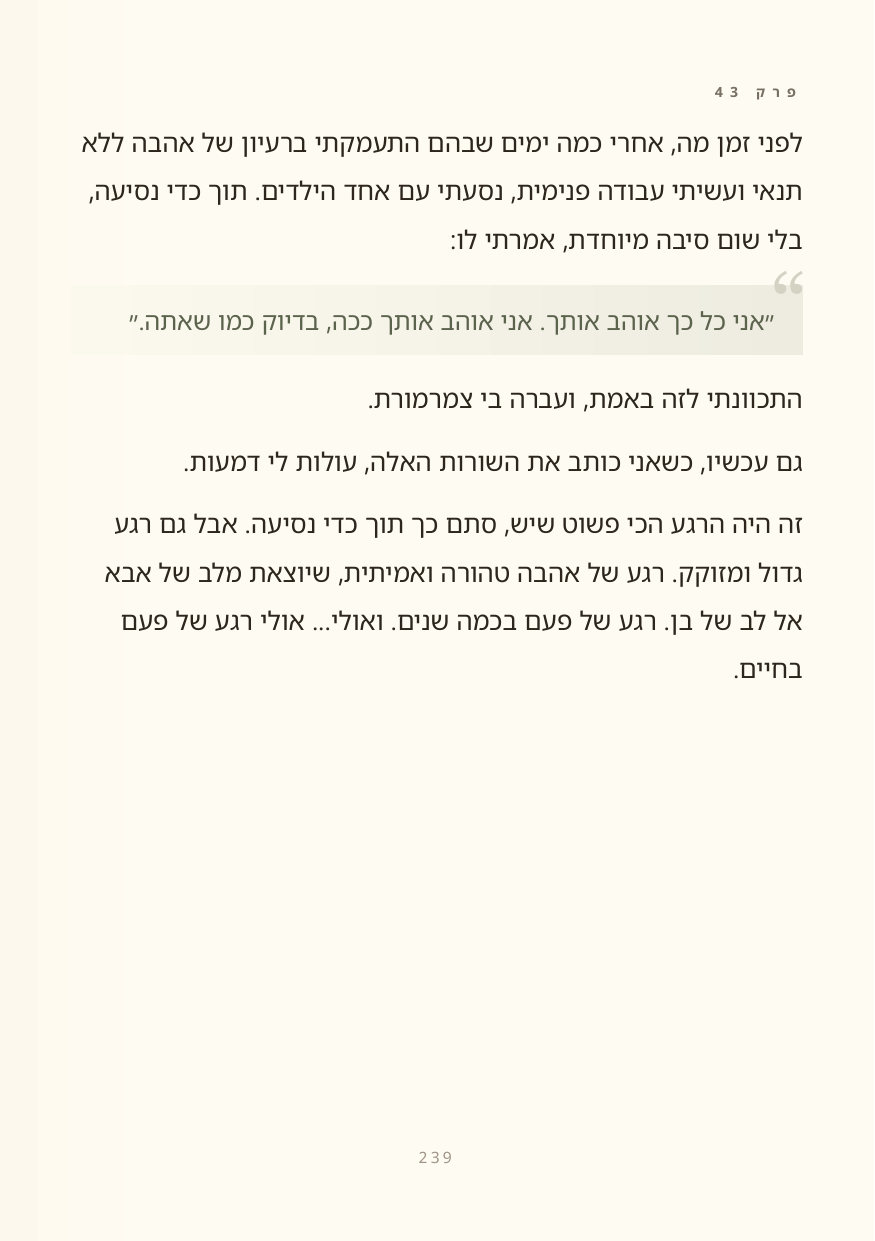 פרק 43
לפני זמן מה, אחרי כמה ימים שבהם התעמקתי ברעיון של אהבה ללא
תנאי ועשיתי עבודה פנימית, נסעתי עם אחד הילדים. תוך כדי נסיעה,
בלי שום סיבה מיוחדת, אמרתי לו:
“
״אני כל כך אוהב אותך. אני אוהב אותך ככה, בדיוק כמו שאתה.״
התכוונתי לזה באמת, ועברה בי צמרמורת.
גם עכשיו, כשאני כותב את השורות האלה, עולות לי דמעות.
זה היה הרגע הכי פשוט שיש, סתם כך תוך כדי נסיעה. אבל גם רגע
גדול ומזוקק. רגע של אהבה טהורה ואמיתית, שיוצאת מלב של אבא
אל לב של בן. רגע של פעם בכמה שנים. ואולי... אולי רגע של פעם
בחיים.
239